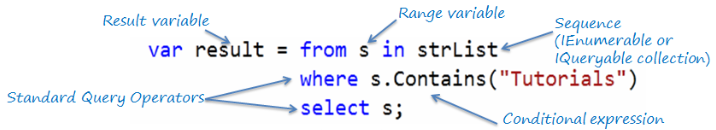 Result variable
Range variable
Sequence
(IEnumerable or
IQueryable collection)
var result = from s in strList
where s.Contains("Tutorials")
Standard Query Operators
select s;
Conditional expression